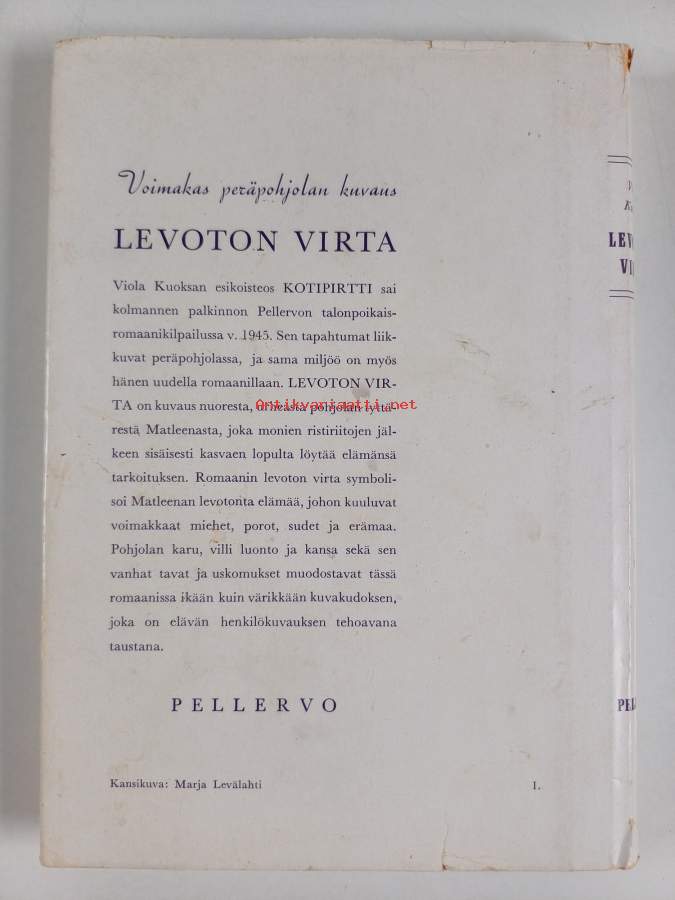 Voimakas peräpohjolan kuvaus
LEVOTON VIRTA
Viola Kuoksan esikoisteos KOTIPIRTTI sai
kolmannen palkinnon Pellervon talonpoikais-
romaanikilpailussa v. 1945. Sen tapahtumat liik-
kuvat peräpohjolassa, ja sama miljöö on myös
hänen uudella romaanillaan. LEVOTON VIR-
TA on kuvaus nuoresta, urheasta pohjolan tyttä-
Antikvariaatti.net
restä Matleenasta, joka monien ristiriitojen jäl-
keen sisäisesti kasvaen lopulta löytää elämänsä
tarkoituksen. Romaanin levoton virta symboli-
soi Matleenan levotonta elämää, johon kuuluvat
voimakkaat miehet, porot, sudet ja erämaa.
Pohjolan karu, villi luonto ja kansa sekä sen
vanhat tavat ja uskomukset muodostavat tässä
romaanissa ikään kuin värikkään kuvakudoksen,
joka on elävän henkilökuvauksen tehoavana
taustana.
PELLERVO
Kansikuva: Marja Levälahti
I.